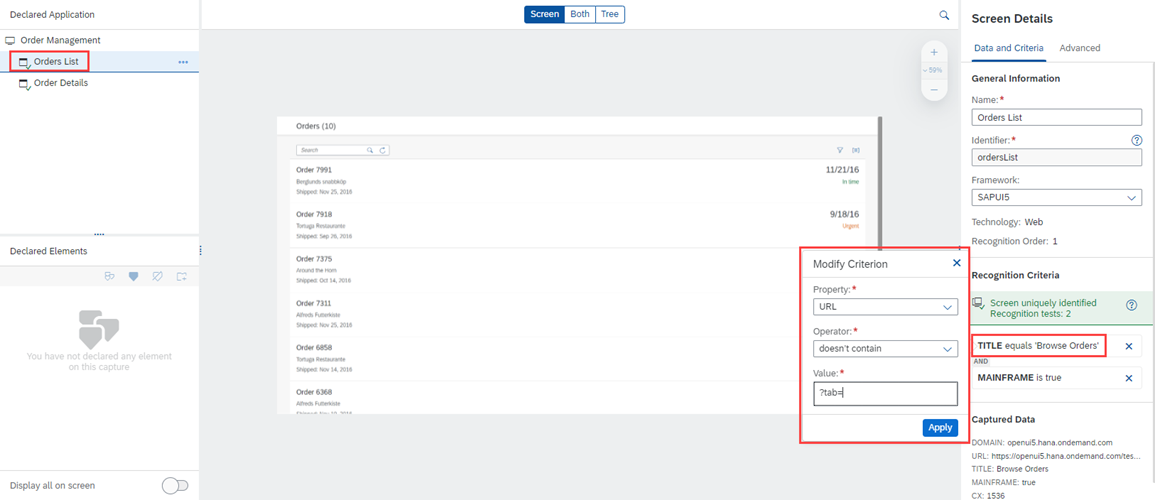 Declared Application
Order Management
Orders List
Order Details
Declared Elements
You have not declared any element
on this capture
Display all on screen
Screen
Both
Tree
59%
Orders (10)
Search
Order 7991
11/21/16
Berglunds snabbköp
In time
Shipped: Nov 25, 2016
Order 7918
9/18/16
Tortuga Restaurante
Urgent
Shipped: Sep 26, 2016
Order 7375
Around the Horn
Shipped: Oct 14, 2016
Order 7311
Alfreds Futterkiste
Shipped: Nov 25, 2016
Order 6858
Tortuga Restaurante
Shipped: Nov 14, 2016
Order 6368
Alfreds Futterkiste
Modify Criterion
Property: *
URL
Operator: *
doesn't contain
Value: *
?tab=
Apply
Screen Details
Data and Criteria
Advanced
General Information
Name: *
Orders List
Identifier: *
ordersList
Framework:
SAPUI5
Technology: Web
Recognition Order: 1
Recognition Criteria
Screen uniquely identified
Recognition tests: 2
TITLE equals 'Browse Orders'
AND
MAINFRAME is true
Captured Data
DOMAIN: openui5.hana.ondemand.com
URL: https://openui5.hana.ondemand.com/tes...
TITLE: Browse Orders
MAINFRAME: true
CX: 1536